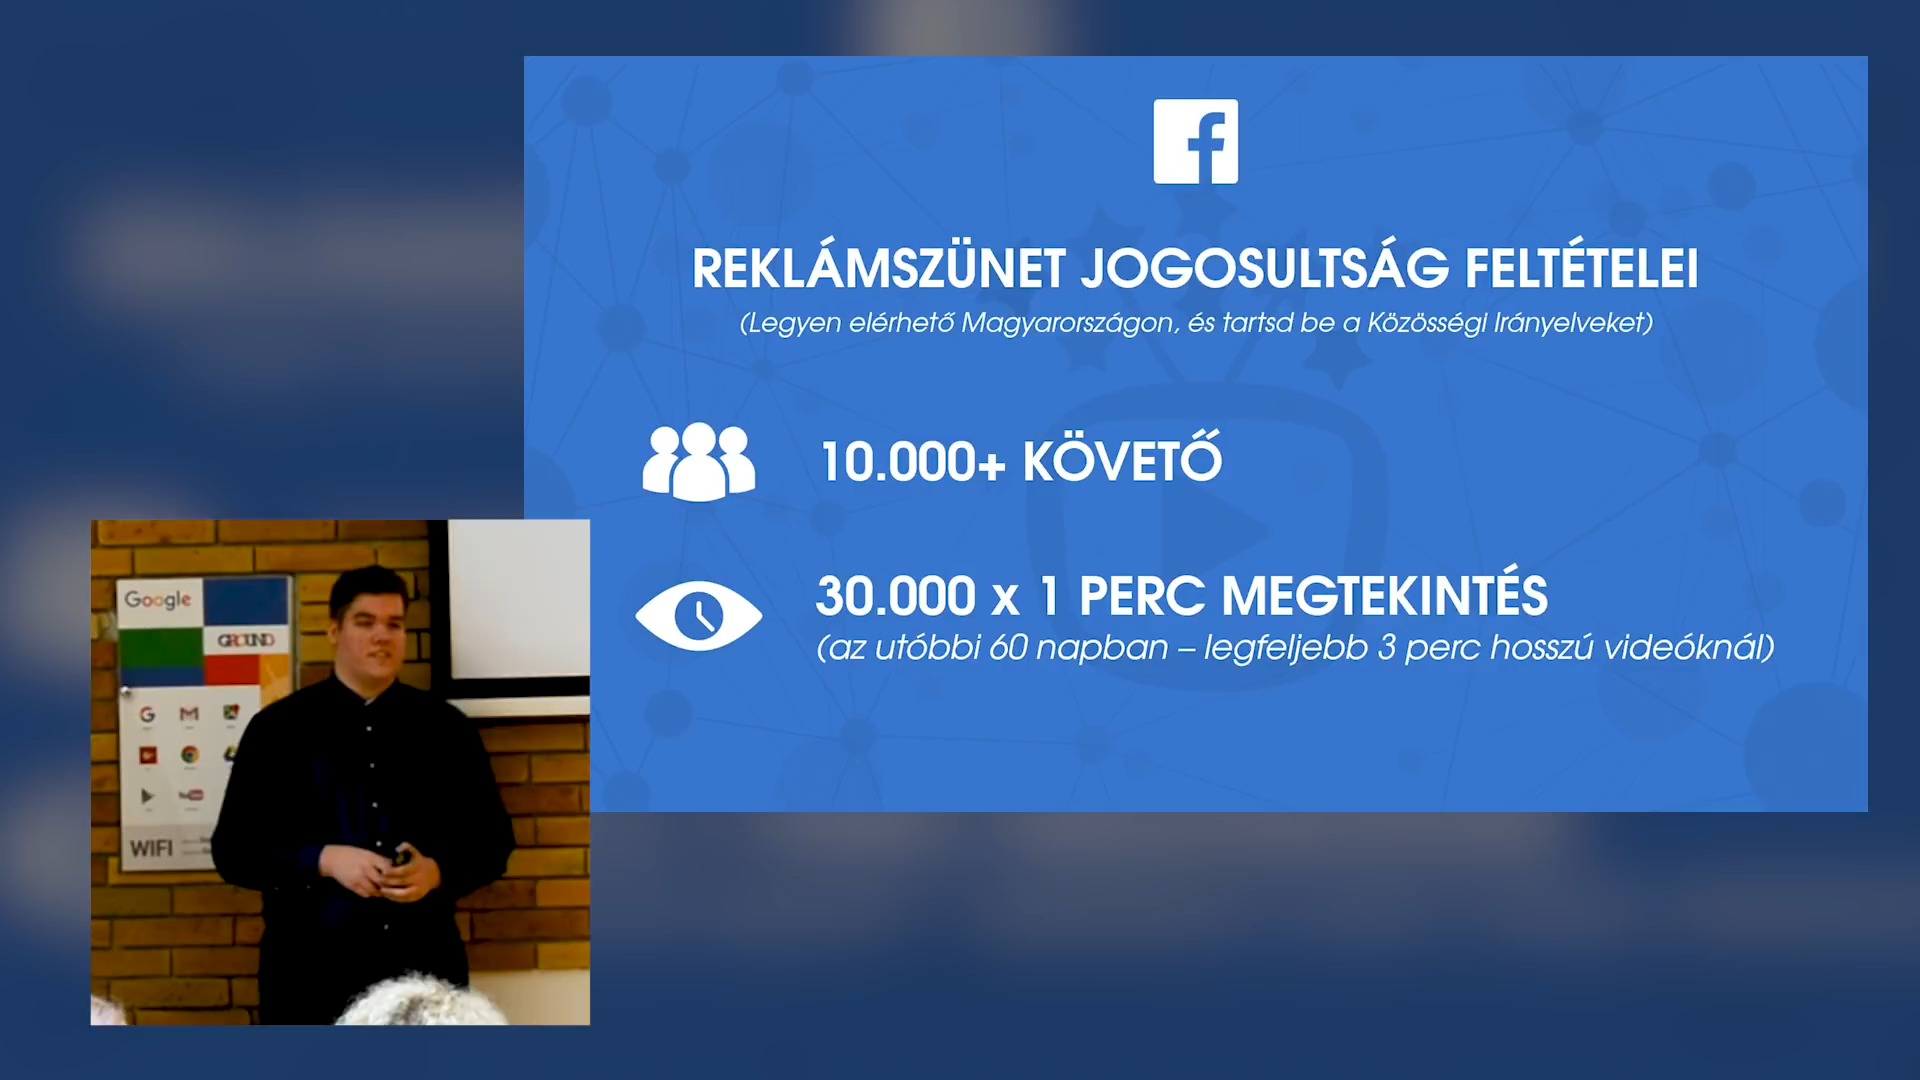 REKLÁMSZÜNET JOGOSULTSÁG FELTÉTELEI
(Legyen elérhető Magyarországon, és tartsd be a Közösségi Irányelveket)
10.000+ KÖVETŐ
30.000 x 1 PERC MEGTEKINTÉS
(az utóbbi 60 napban – legfeljebb 3 perc hosszú videóknál)
Google
GROUND
WIFI